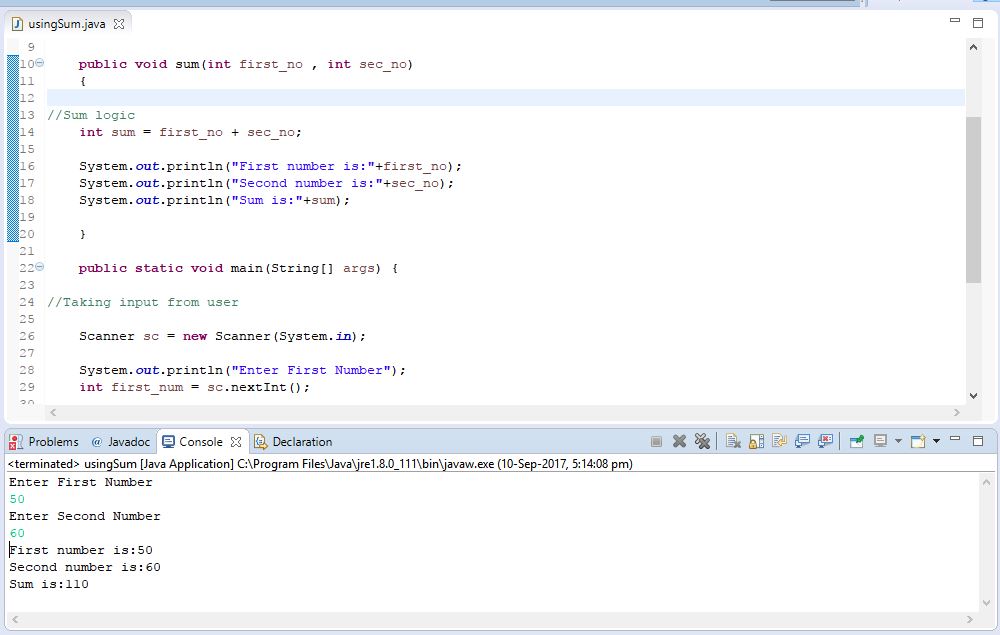 usingSum.java
9
10 public void sum(int first_no , int sec_no)
11 {
12
13 //Sum logic
14 int sum = first_no + sec_no;
15
16 System.out.println("First number is:"+first_no);
17 System.out.println("Second number is:"+sec_no);
18 System.out.println("Sum is:"+sum);
19
20 }
21
22 public static void main(String[] args) {
23
24 //Taking input from user
25
26 Scanner sc = new Scanner(System.in);
27
28 System.out.println("Enter First Number");
29 int first_num = sc.nextInt();
30
Problems @ Javadoc Console Declaration
<terminated> usingSum [Java Application] C:\Program Files\Java\jre1.8.0_111\bin\javaw.exe (10-Sep-2017, 5:14:08 pm)
Enter First Number
50
Enter Second Number
60
First number is:50
Second number is:60
Sum is:110